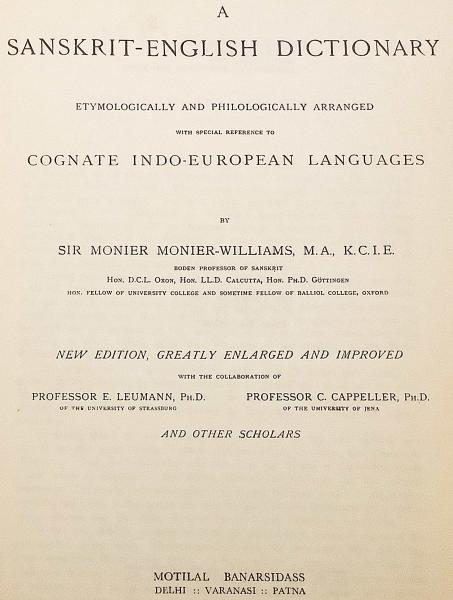 A
SANSKRIT-ENGLISH DICTIONARY
ETYMOLOGICALLY AND PHILOLOGICALLY ARRANGED
WITH SPECIAL REFERENCE TO
COGNATE INDO-EUROPEAN LANGUAGES
BY
SIR MONIER MONIER-WILLIAMS, M.A., K.C.I.E.
BODEN PROFESSOR OF SANSKRIT
HON. D.C.L. OXON, HON. LL.D. CALCUTTA, HON. PH.D. GÖTTINGEN
HON. FELLOW OF UNIVERSITY COLLEGE AND SOMETIME FELLOW OF BALLIOL COLLEGE, OXFORD
NEW EDITION, GREATLY ENLARGED AND IMPROVED
WITH THE COLLABORATION OF
PROFESSOR E. LEUMANN, PH.D. PROFESSOR C. CAPPELLER, PH.D.
OF THE UNIVERSITY OF STRASSBURG OF THE UNIVERSITY OF JENA
AND OTHER SCHOLARS
MOTILAL BANARSIDASS
DELHI :: VARANASI :: PATNA